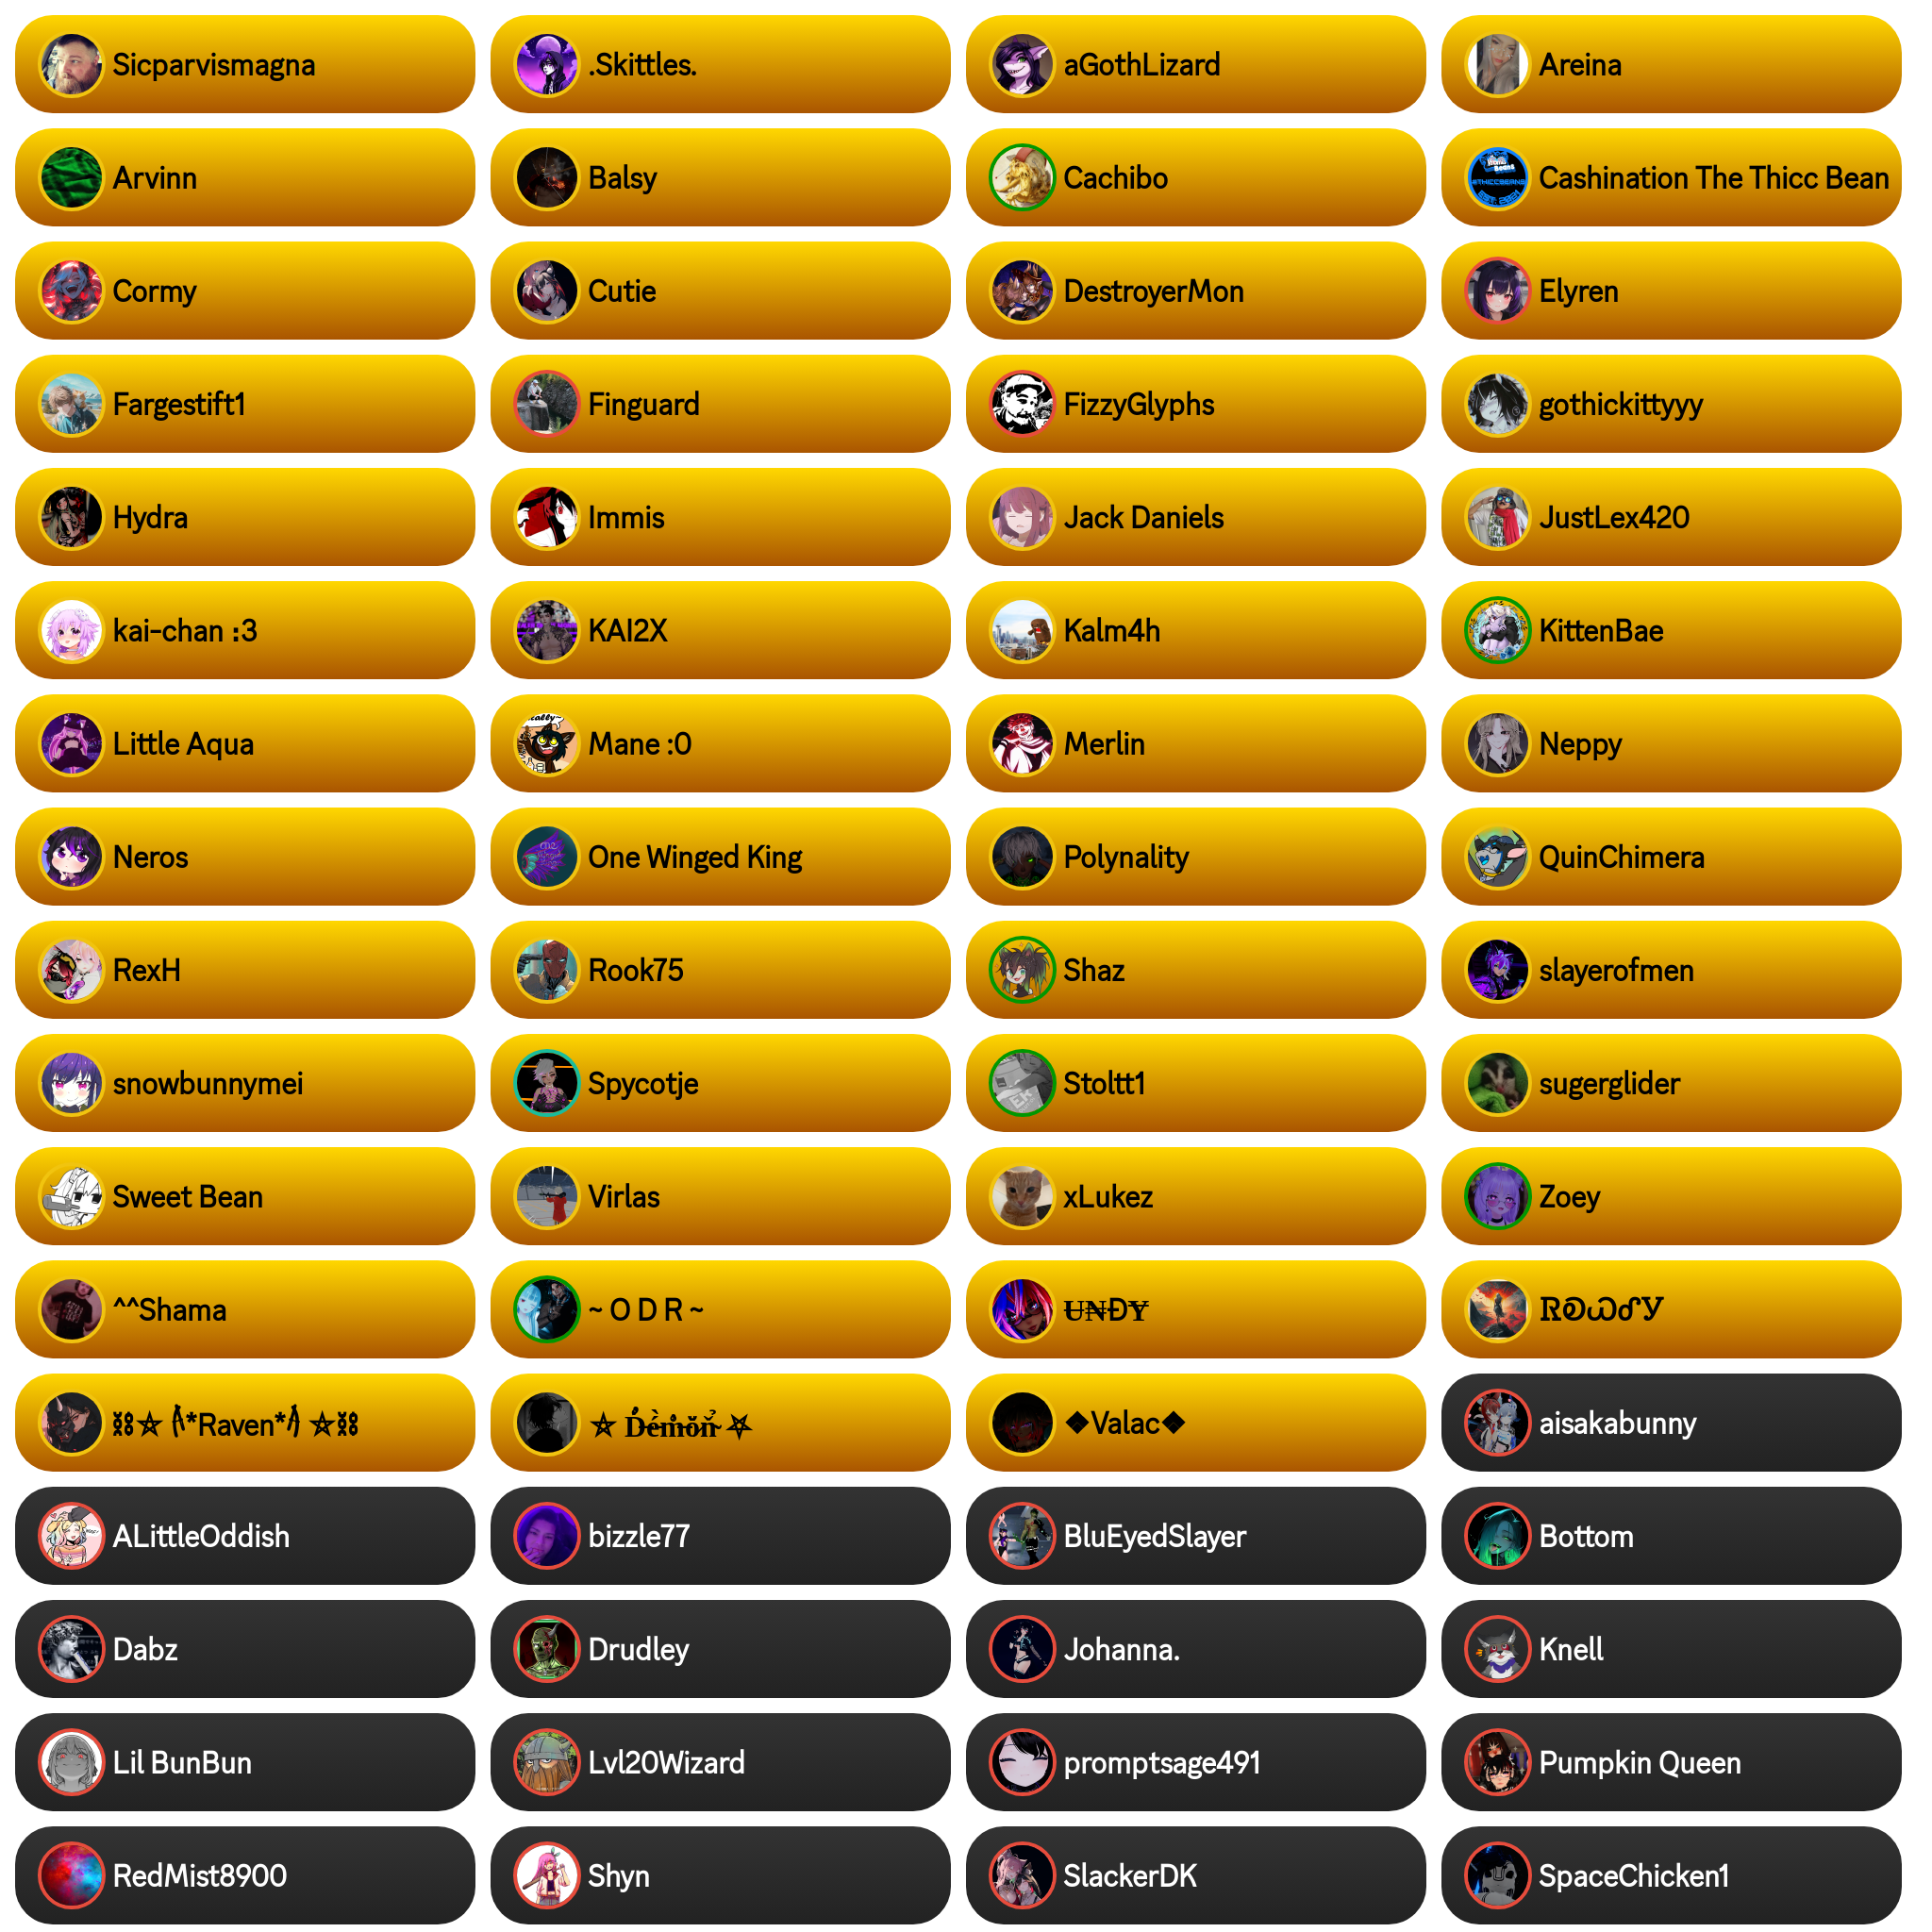 Sicparvismagna
.Skittles.
aGothLizard
Areina
Arvinn
Balsy
Cachibo
Cashination The Thicc Bean
Cormy
Cutie
DestroyerMon
Elyren
Fargestift1
Finguard
FizzyGlyphs
gothickittyyy
Hydra
Immis
Jack Daniels
JustLex420
kai-chan :3
KAI2X
Kalm4h
KittenBae
Little Aqua
Mane :0
Merlin
Neppy
Neros
One Winged King
Polynality
QuinChimera
RexH
Rook75
Shaz
slayerofmen
snowbunnymei
Spycotje
Stoltt1
sugerglider
Sweet Bean
Virlas
xLukez
Zoey
^^Shama
~ O D R ~
*Raven*
◆Valac◆
aisakabunny
ALittleOddish
bizzle77
BluEyedSlayer
Bottom
Dabz
Drudley
Johanna.
Knell
Lil BunBun
Lvl20Wizard
promptsage491
Pumpkin Queen
RedMist8900
Shyn
SlackerDK
SpaceChicken1